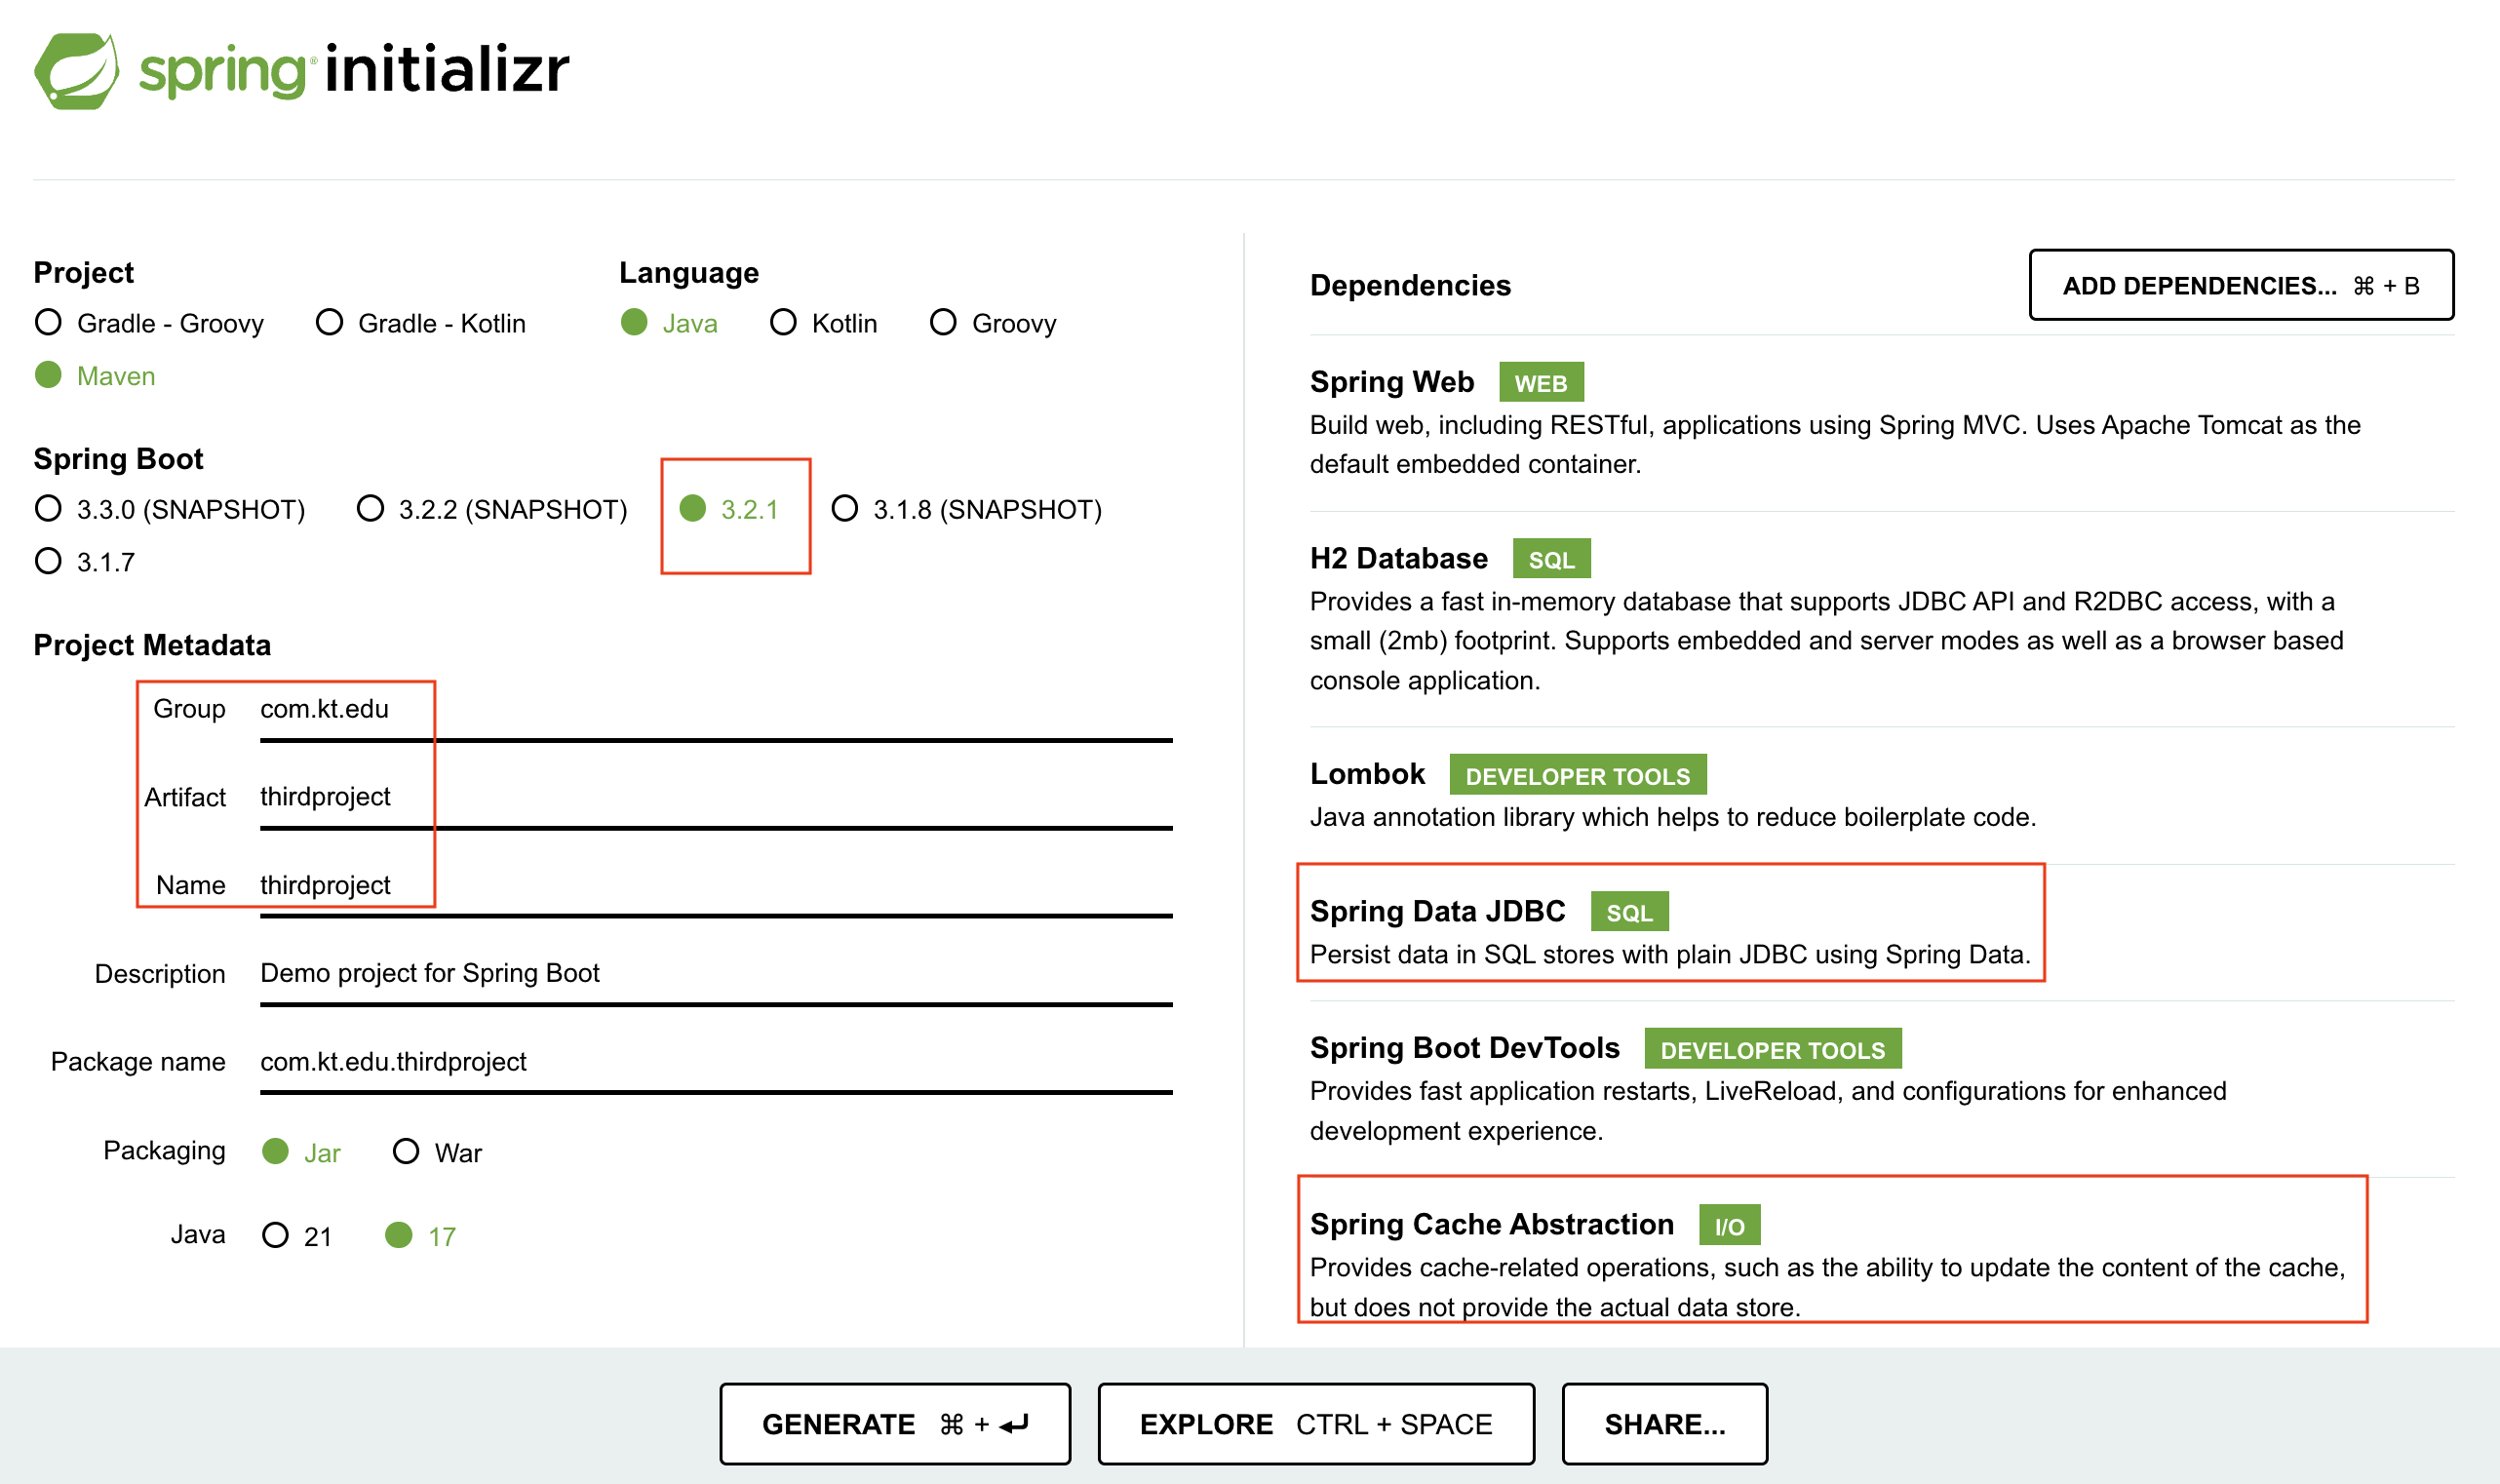 spring initializr
Project
Gradle - Groovy
Gradle - Kotlin
Maven
Language
Java
Kotlin
Groovy
Spring Boot
3.3.0 (SNAPSHOT)
3.2.2 (SNAPSHOT)
3.2.1
3.1.8 (SNAPSHOT)
3.1.7
Project Metadata
Group com.kt.edu
Artifact thirdproject
Name thirdproject
Description Demo project for Spring Boot
Package name com.kt.edu.thirdproject
Packaging Jar War
Java 21 17
Dependencies
ADD DEPENDENCIES... ⌘ + B
Spring Web WEB
Build web, including RESTful, applications using Spring MVC. Uses Apache Tomcat as the
default embedded container.
H2 Database SQL
Provides a fast in-memory database that supports JDBC API and R2DBC access, with a
small (2mb) footprint. Supports embedded and server modes as well as a browser based
console application.
Lombok DEVELOPER TOOLS
Java annotation library which helps to reduce boilerplate code.
Spring Data JDBC SQL
Persist data in SQL stores with plain JDBC using Spring Data.
Spring Boot DevTools DEVELOPER TOOLS
Provides fast application restarts, LiveReload, and configurations for enhanced
development experience.
Spring Cache Abstraction I/O
Provides cache-related operations, such as the ability to update the content of the cache,
but does not provide the actual data store.
GENERATE ⌘ + ↵
EXPLORE CTRL + SPACE
SHARE...